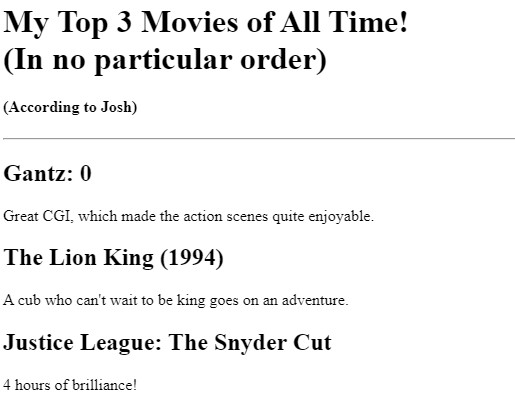 My Top 3 Movies of All Time!
(In no particular order)
(According to Josh)
Gantz: 0
Great CGI, which made the action scenes quite enjoyable.
The Lion King (1994)
A cub who can't wait to be king goes on an adventure.
Justice League: The Snyder Cut
4 hours of brilliance!